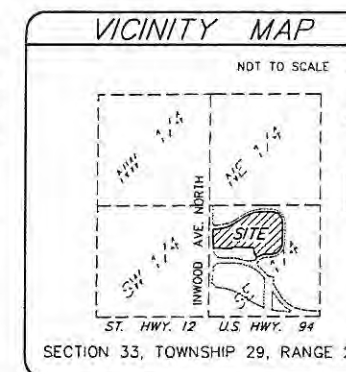 VICINITY MAP
NOT TO SCALE
NW 1/4
NE 1/4
INWOOD AVE. NORTH
SITE
SW 1/4
SE 1/4
ST. HWY. 12 U.S. HWY. 94
SECTION 33, TOWNSHIP 29, RANGE